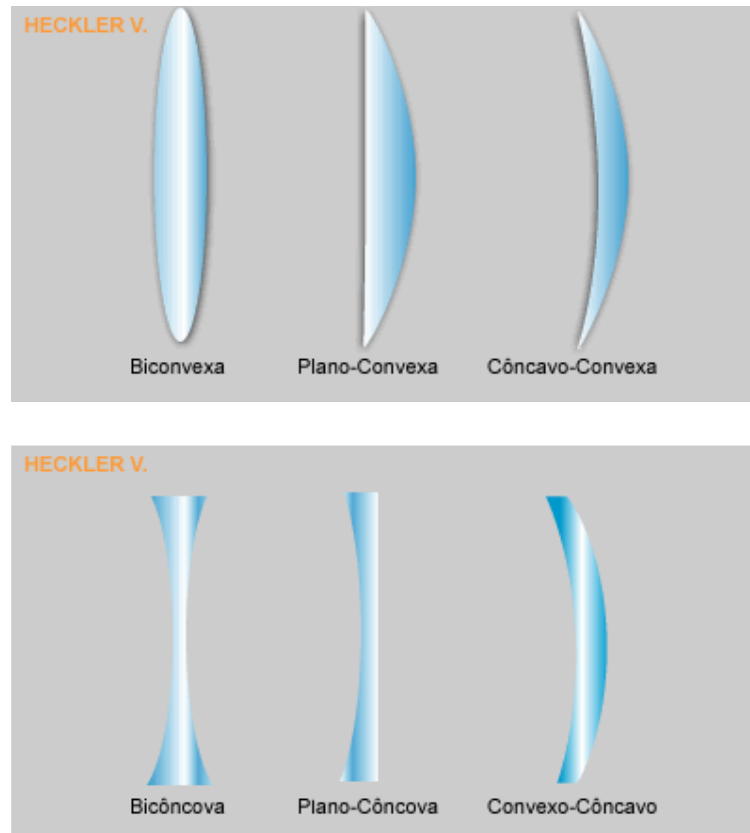 HECKLER V.
Biconvexa Plano-Convexa Côncavo-Convexa
HECKLER V.
Bicôncova Plano-Côncova Convexo-Côncavo